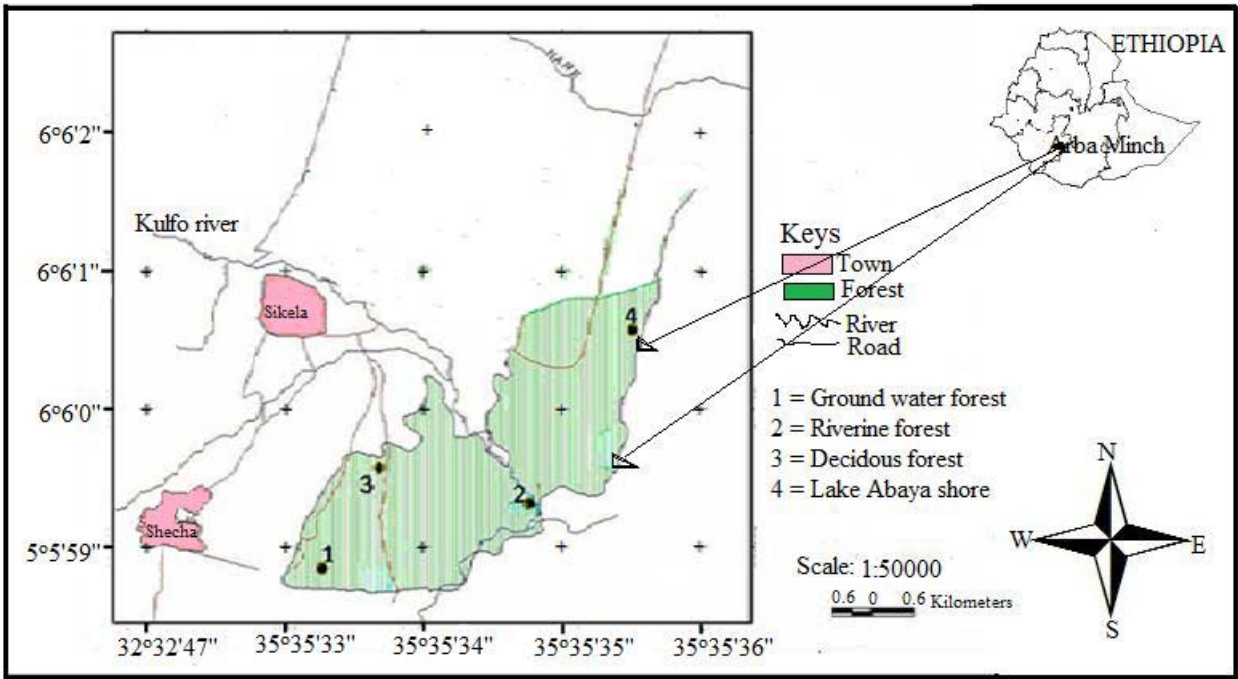 ETHIOPIA
Arba Minch
HARE
6°6'2"
Kulfo river
6°6'1"
Sikela
4
6°6'0"
3
2
Shecha
5°5'59"
1
32°32'47"
35°35'33"
35°35'34"
35°35'35"
35°35'36"
Keys
Town
Forest
River
Road
1 = Ground water forest
2 = Riverine forest
3 = Decidous forest
4 = Lake Abaya shore
Scale: 1:50000
0.6 0 0.6 Kilometers
N
W
E
S